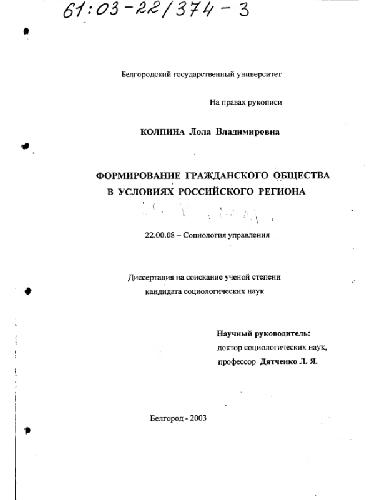 61:03-22/374-3
Белгородский государственный университет
На правах рукописи
КОЛПИНА Лола Владимировна
ФОРМИРОВАНИЕ ГРАЖДАНСКОГО ОБЩЕСТВА
В УСЛОВИЯХ РОССИЙСКОГО РЕГИОНА
22.00.08 – Социология управления
Диссертация на соискание ученой степени
кандидата социологических наук
Научный руководитель:
доктор социологических наук,
профессор Дятченко Л. Я.
Белгород - 2003